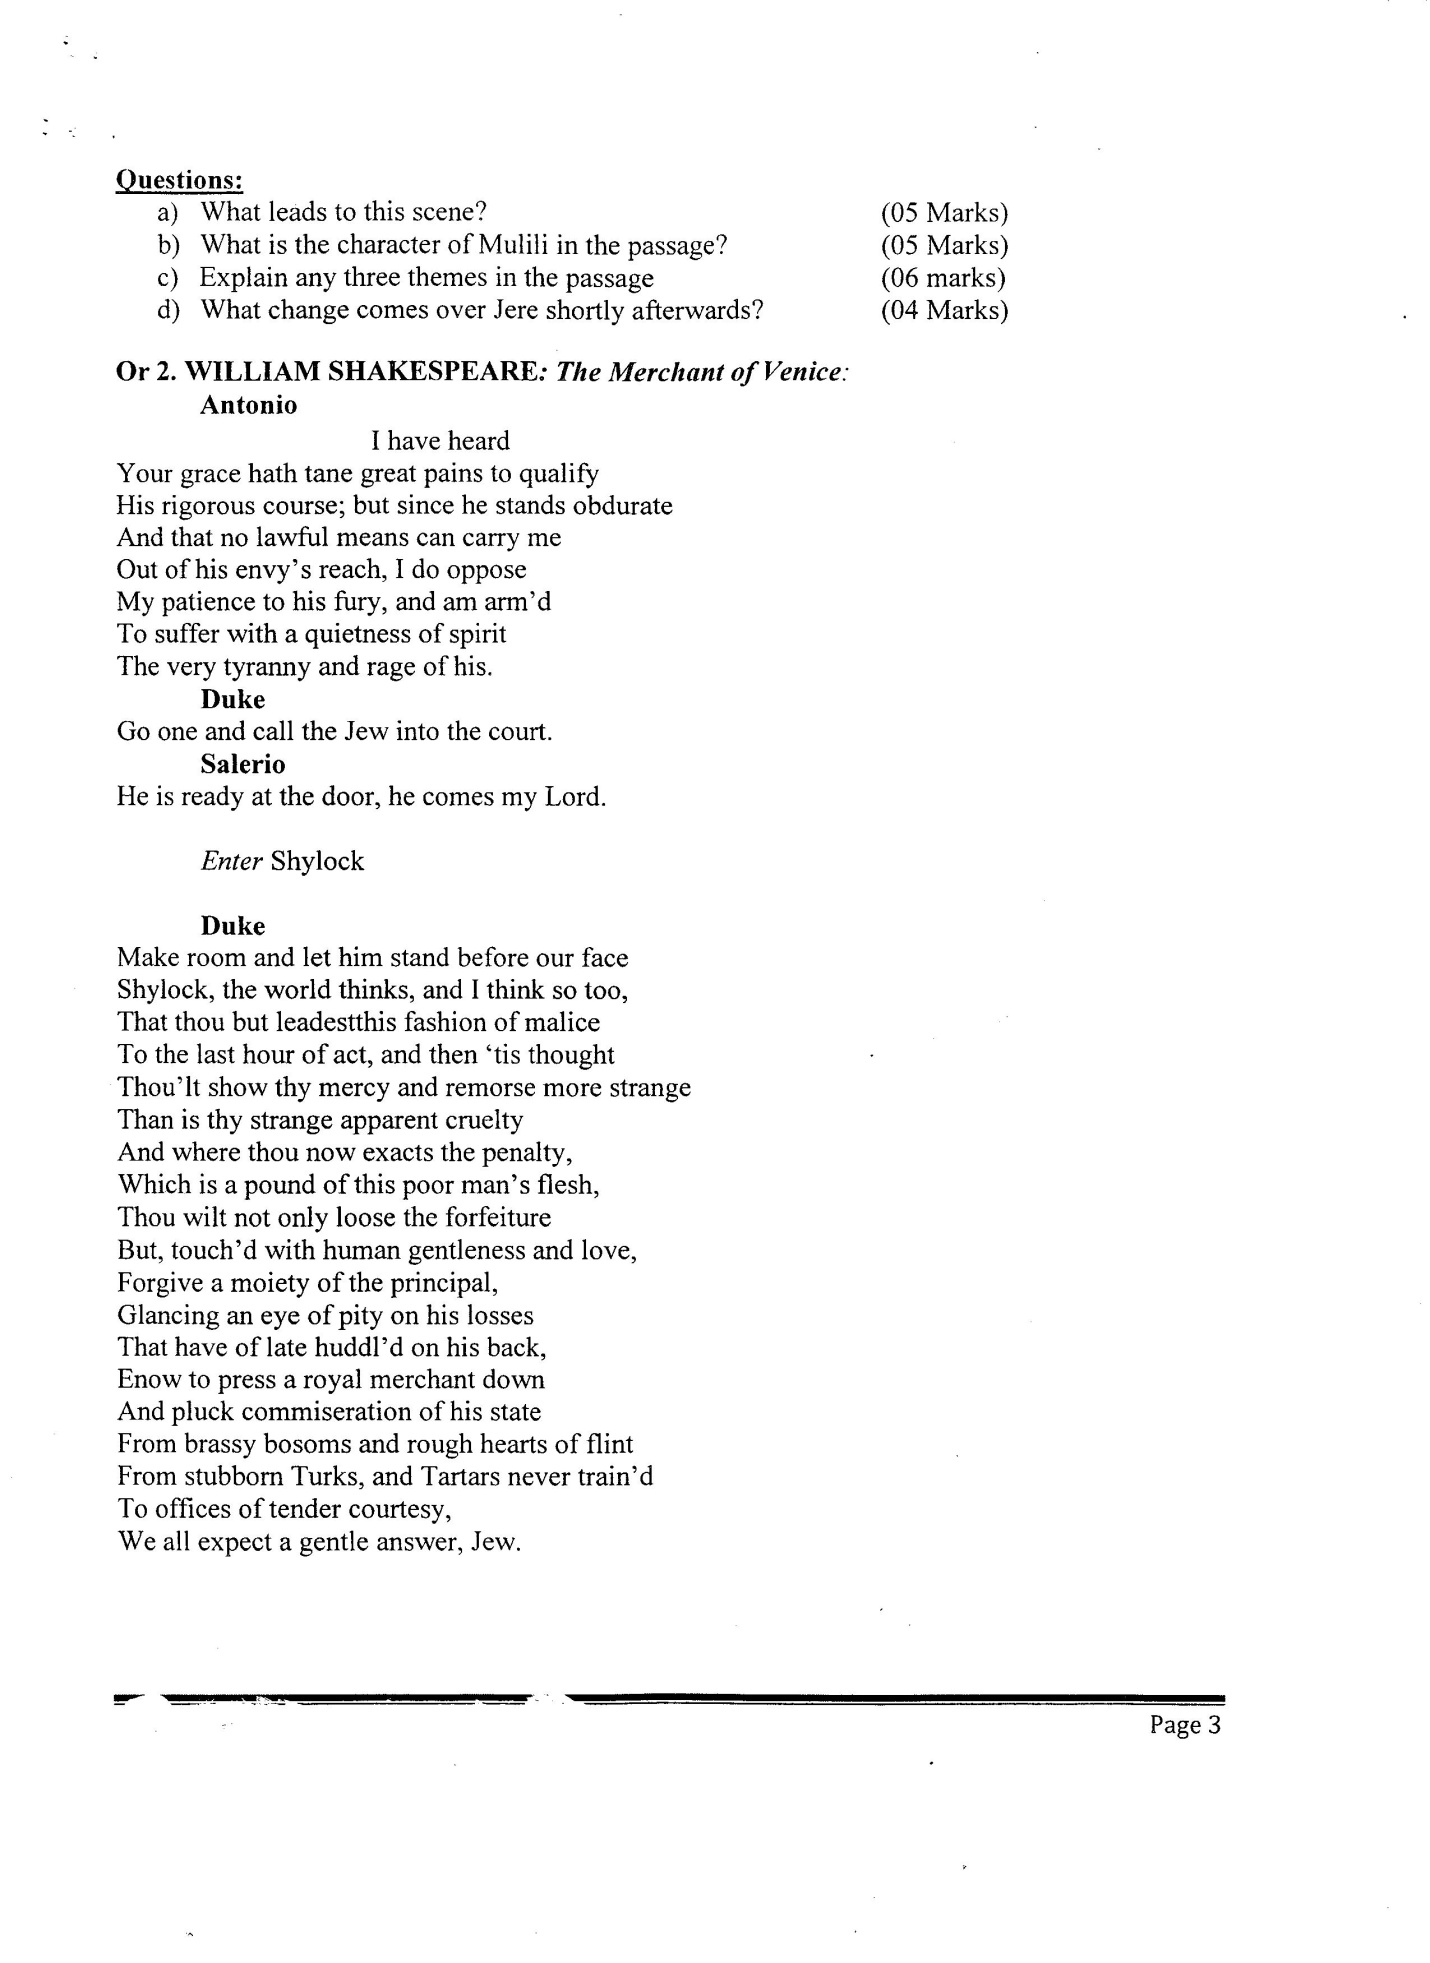 Questions:
a) What leads to this scene? (05 Marks)
b) What is the character of Mulili in the passage? (05 Marks)
c) Explain any three themes in the passage (06 marks)
d) What change comes over Jere shortly afterwards? (04 Marks)
Or 2. WILLIAM SHAKESPEARE: The Merchant of Venice:
Antonio
I have heard
Your grace hath tane great pains to qualify
His rigorous course; but since he stands obdurate
And that no lawful means can carry me
Out of his envy's reach, I do oppose
My patience to his fury, and am arm'd
To suffer with a quietness of spirit
The very tyranny and rage of his.
Duke
Go one and call the Jew into the court.
Salerio
He is ready at the door, he comes my Lord.
Enter Shylock
Duke
Make room and let him stand before our face
Shylock, the world thinks, and I think so too,
That thou but leadestthis fashion of malice
To the last hour of act, and then ‘tis thought
Thou'lt show thy mercy and remorse more strange
Than is thy strange apparent cruelty
And where thou now exacts the penalty,
Which is a pound of this poor man's flesh,
Thou wilt not only loose the forfeiture
But, touch'd with human gentleness and love,
Forgive a moiety of the principal,
Glancing an eye of pity on his losses
That have of late huddl'd on his back,
Enow to press a royal merchant down
And pluck commiseration of his state
From brassy bosoms and rough hearts of flint
From stubborn Turks, and Tartars never train'd
To offices of tender courtesy,
We all expect a gentle answer, Jew.
Page 3